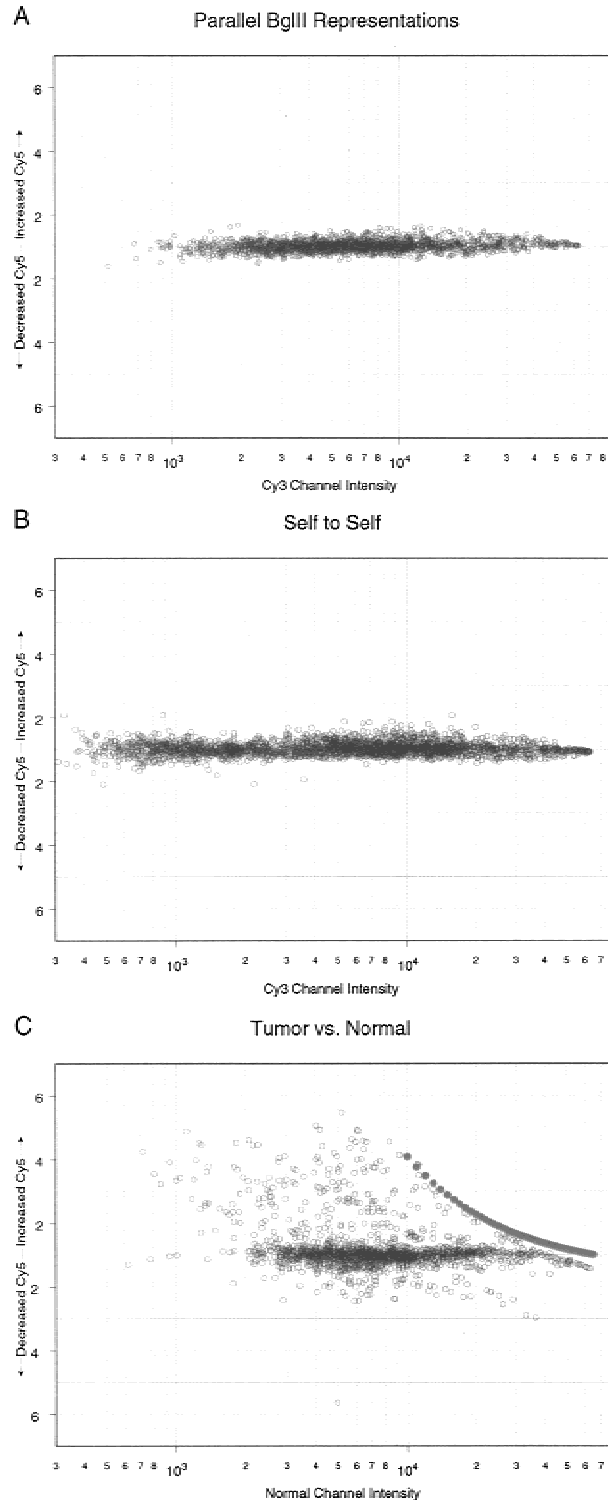 A
Parallel BglII Representations
6
4
2
2
4
6
◄— Decreased Cy5 — Increased Cy5 —►
3 4 5 6 7 8 10³ 2 3 4 5 6 7 8 10⁴ 2 3 4 5 6 7 8
Cy3 Channel Intensity
B
Self to Self
6
4
2
2
4
6
◄— Decreased Cy5 — Increased Cy5 —►
3 4 5 6 7 8 10³ 2 3 4 5 6 7 8 10⁴ 2 3 4 5 6 7
Cy3 Channel Intensity
C
Tumor vs. Normal
6
4
2
2
4
6
◄— Decreased Cy5 — Increased Cy5 —►
3 4 5 6 7 8 10³ 2 3 4 5 6 7 8 10⁴ 2 3 4 5 6 7
Normal Channel Intensity